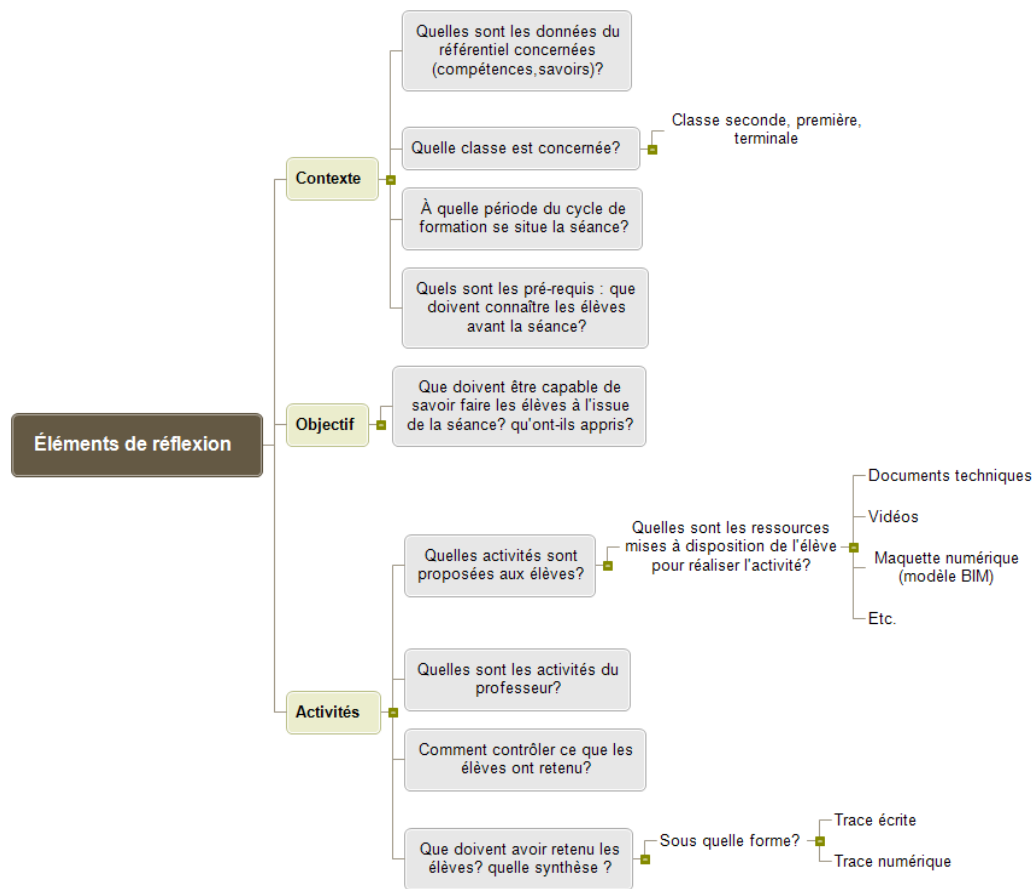 Éléments de réflexion
Contexte
Quelles sont les données du
référentiel concernées
(compétences,savoirs)?
Quelle classe est concernée?
Classe seconde, première,
terminale
À quelle période du cycle de
formation se situe la séance?
Quels sont les pré-requis : que
doivent connaître les élèves
avant la séance?
Objectif
Que doivent être capable de
savoir faire les élèves à l'issue
de la séance? qu'ont-ils appris?
Activités
Quelles activités sont
proposées aux élèves?
Quelles sont les ressources
mises à disposition de l'élève
pour réaliser l'activité?
Documents techniques
Vidéos
Maquette numérique
(modèle BIM)
Etc.
Quelles sont les activités du
professeur?
Comment contrôler ce que les
élèves ont retenu?
Que doivent avoir retenu les
élèves? quelle synthèse ?
Sous quelle forme?
Trace écrite
Trace numérique